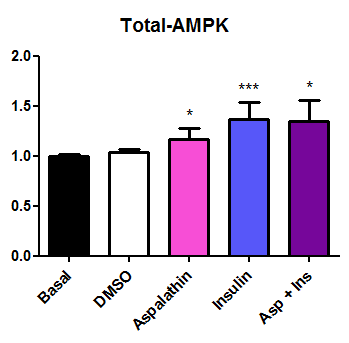 Total-AMPK
2.0
1.5
1.0
0.5
0.0
*
***
*
Basal
DMSO
Aspalathin
Insulin
Asp + Ins